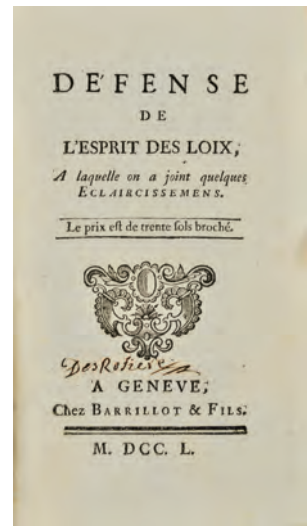 DÉFENSE
DE
L'ESPRIT DES LOIX,
A laquelle on a joint quelques
ECLAIRCISSEMENS.
Le prix eſt de trente ſols broché.
A GENEVE,
Chez BARRILLOT & FILS.
M. DCC. L.